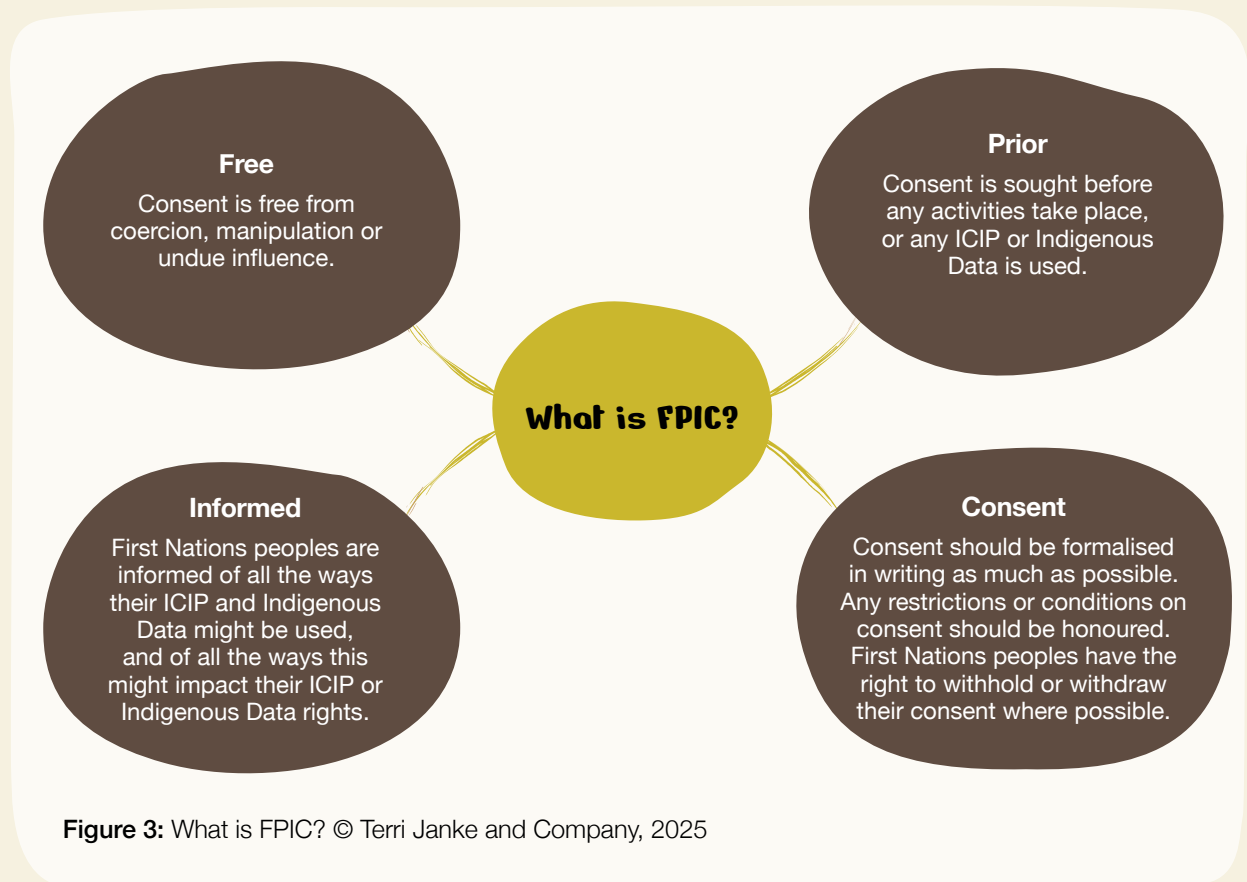 Free
Consent is free from
coercion, manipulation or
undue influence.
Prior
Consent is sought before
any activities take place,
or any ICIP or Indigenous
Data is used.
What is FPIC?
Informed
First Nations peoples are
informed of all the ways
their ICIP and Indigenous
Data might be used,
and of all the ways this
might impact their ICIP or
Indigenous Data rights.
Consent
Consent should be formalised
in writing as much as possible.
Any restrictions or conditions on
consent should be honoured.
First Nations peoples have the
right to withhold or withdraw
their consent where possible.
Figure 3: What is FPIC? © Terri Janke and Company, 2025